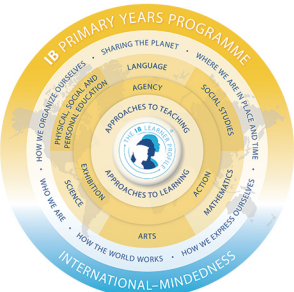 IB PRIMARY YEARS PROGRAMME
SHARING THE PLANET
WHERE WE ARE IN PLACE AND TIME
HOW WE EXPRESS OURSELVES
HOW THE WORLD WORKS
WHO WE ARE
HOW WE ORGANIZE OURSELVES
LANGUAGE
SOCIAL STUDIES
MATHEMATICS
ARTS
SCIENCE
PHYSICAL, SOCIAL AND
PERSONAL EDUCATION
AGENCY
ACTION
EXHIBITION
APPROACHES TO TEACHING
APPROACHES TO LEARNING
THE IB LEARNER PROFILE
INTERNATIONAL-MINDEDNESS